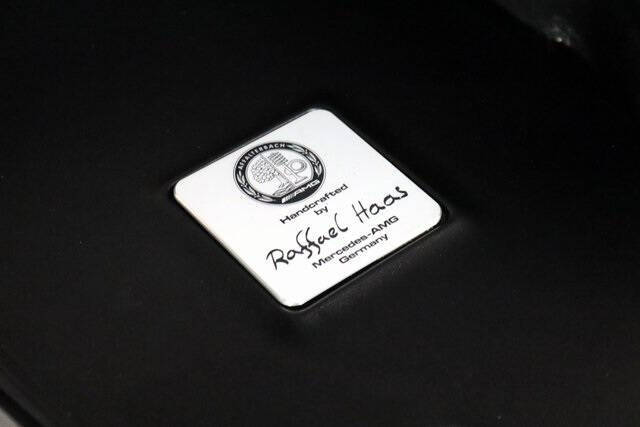 AFFALTERBACH
AMG
Handcrafted
by
Raffael Haas
Mercedes-AMG
Germany